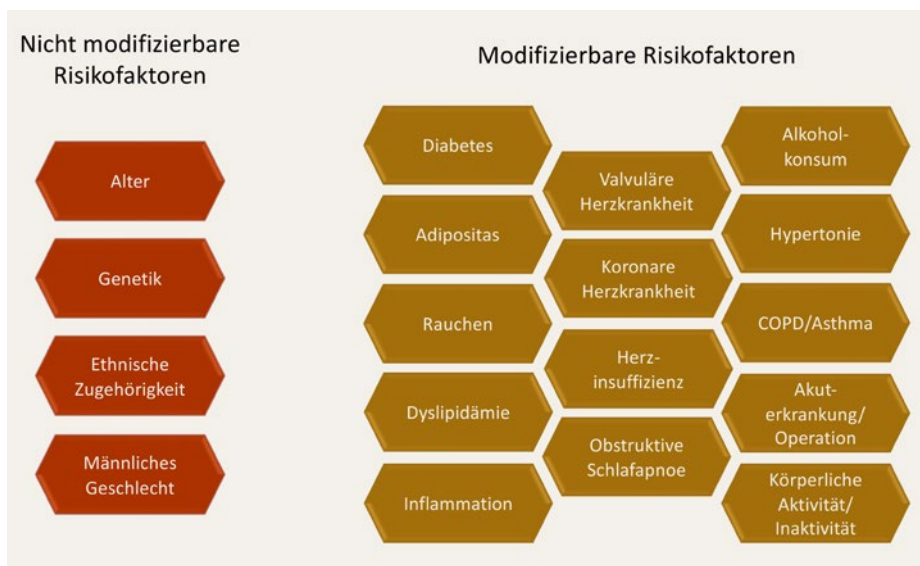 Nicht modifizierbare
Risikofaktoren
Alter
Genetik
Ethnische
Zugehörigkeit
Männliches
Geschlecht
Modifizierbare Risikofaktoren
Diabetes
Adipositas
Rauchen
Dyslipidämie
Inflammation
Valvuläre
Herzkrankheit
Koronare
Herzkrankheit
Herz-
insuffizienz
Obstruktive
Schlafapnoe
Alkohol-
konsum
Hypertonie
COPD/Asthma
Akut-
erkrankung/
Operation
Körperliche
Aktivität/
Inaktivität